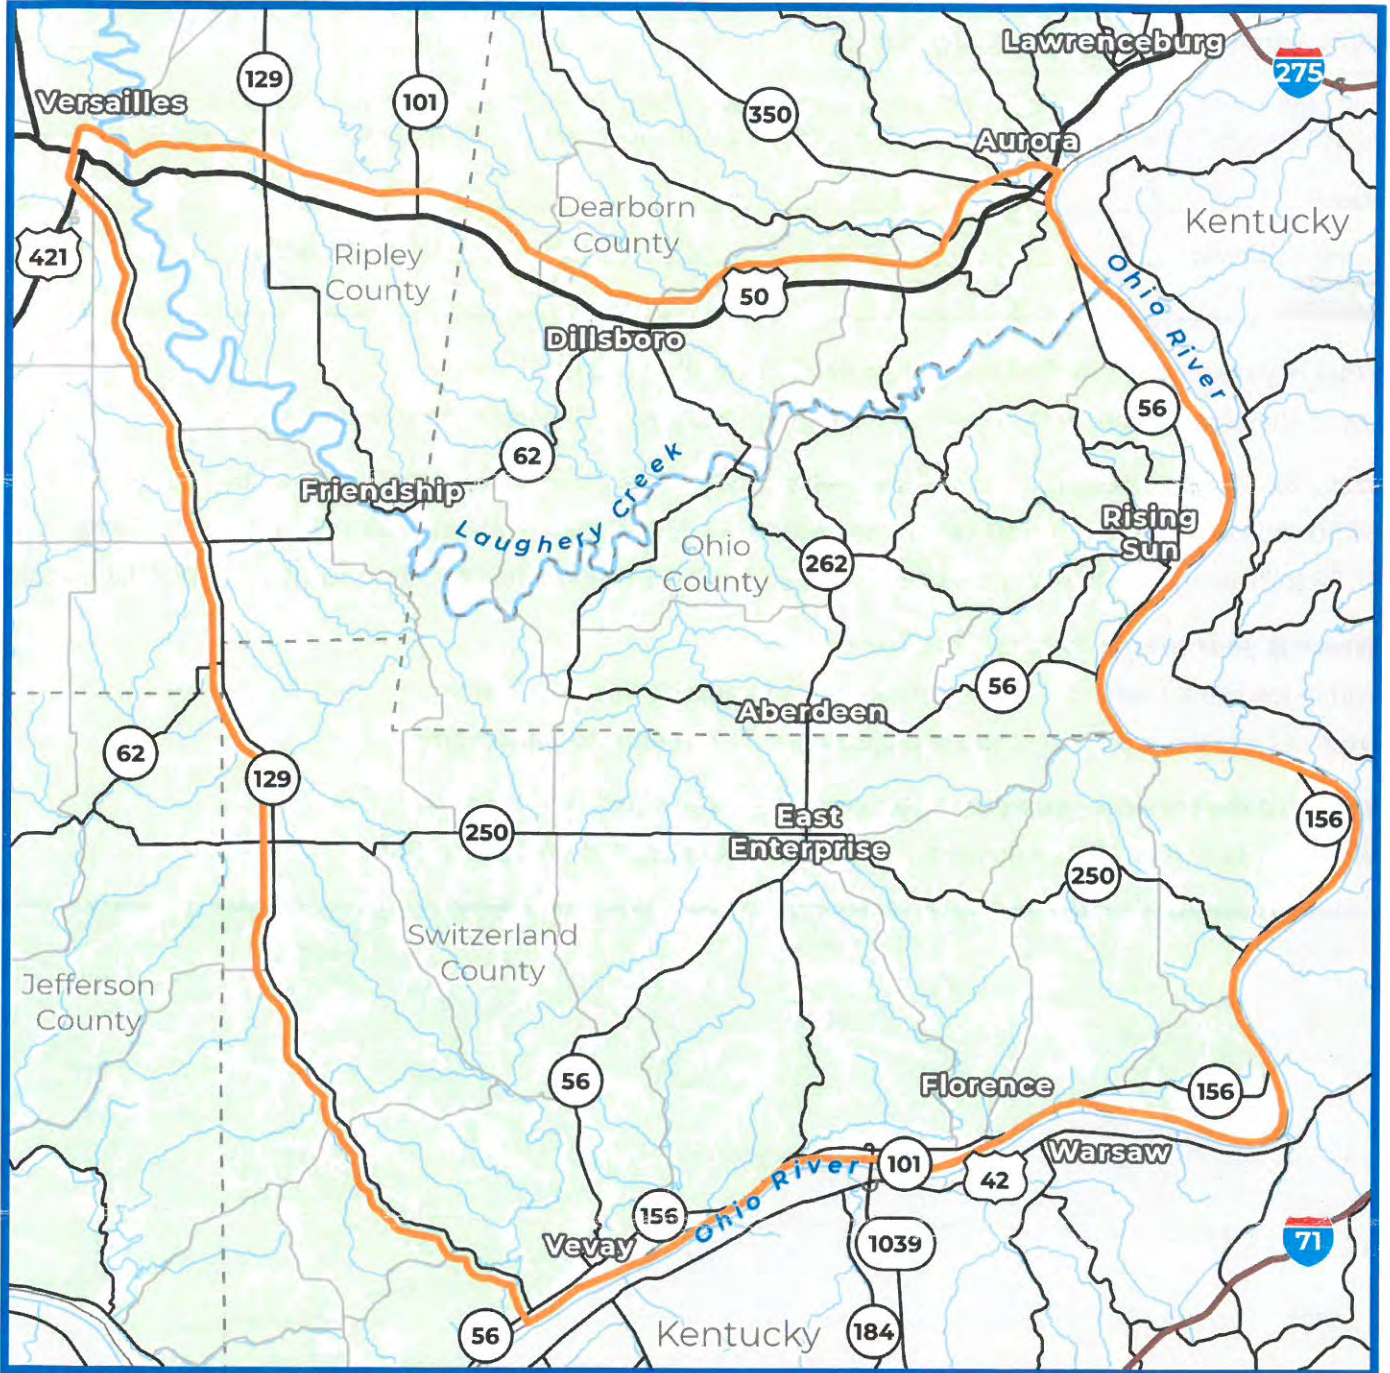 Lawrenceburg
275
129
Versailles
101
350
Aurora
Dearborn
County
Kentucky
421
Ripley
County
50
Ohio River
Dillsboro
56
62
Friendship
Laughery Creek
Rising
Sun
Ohio
County
262
56
Aberdeen
62
129
East
Enterprise
250
156
250
Switzerland
County
Jefferson
County
56
Florence
156
Warsaw
101
42
Ohio River
156
Vevay
1039
71
56
Kentucky
184